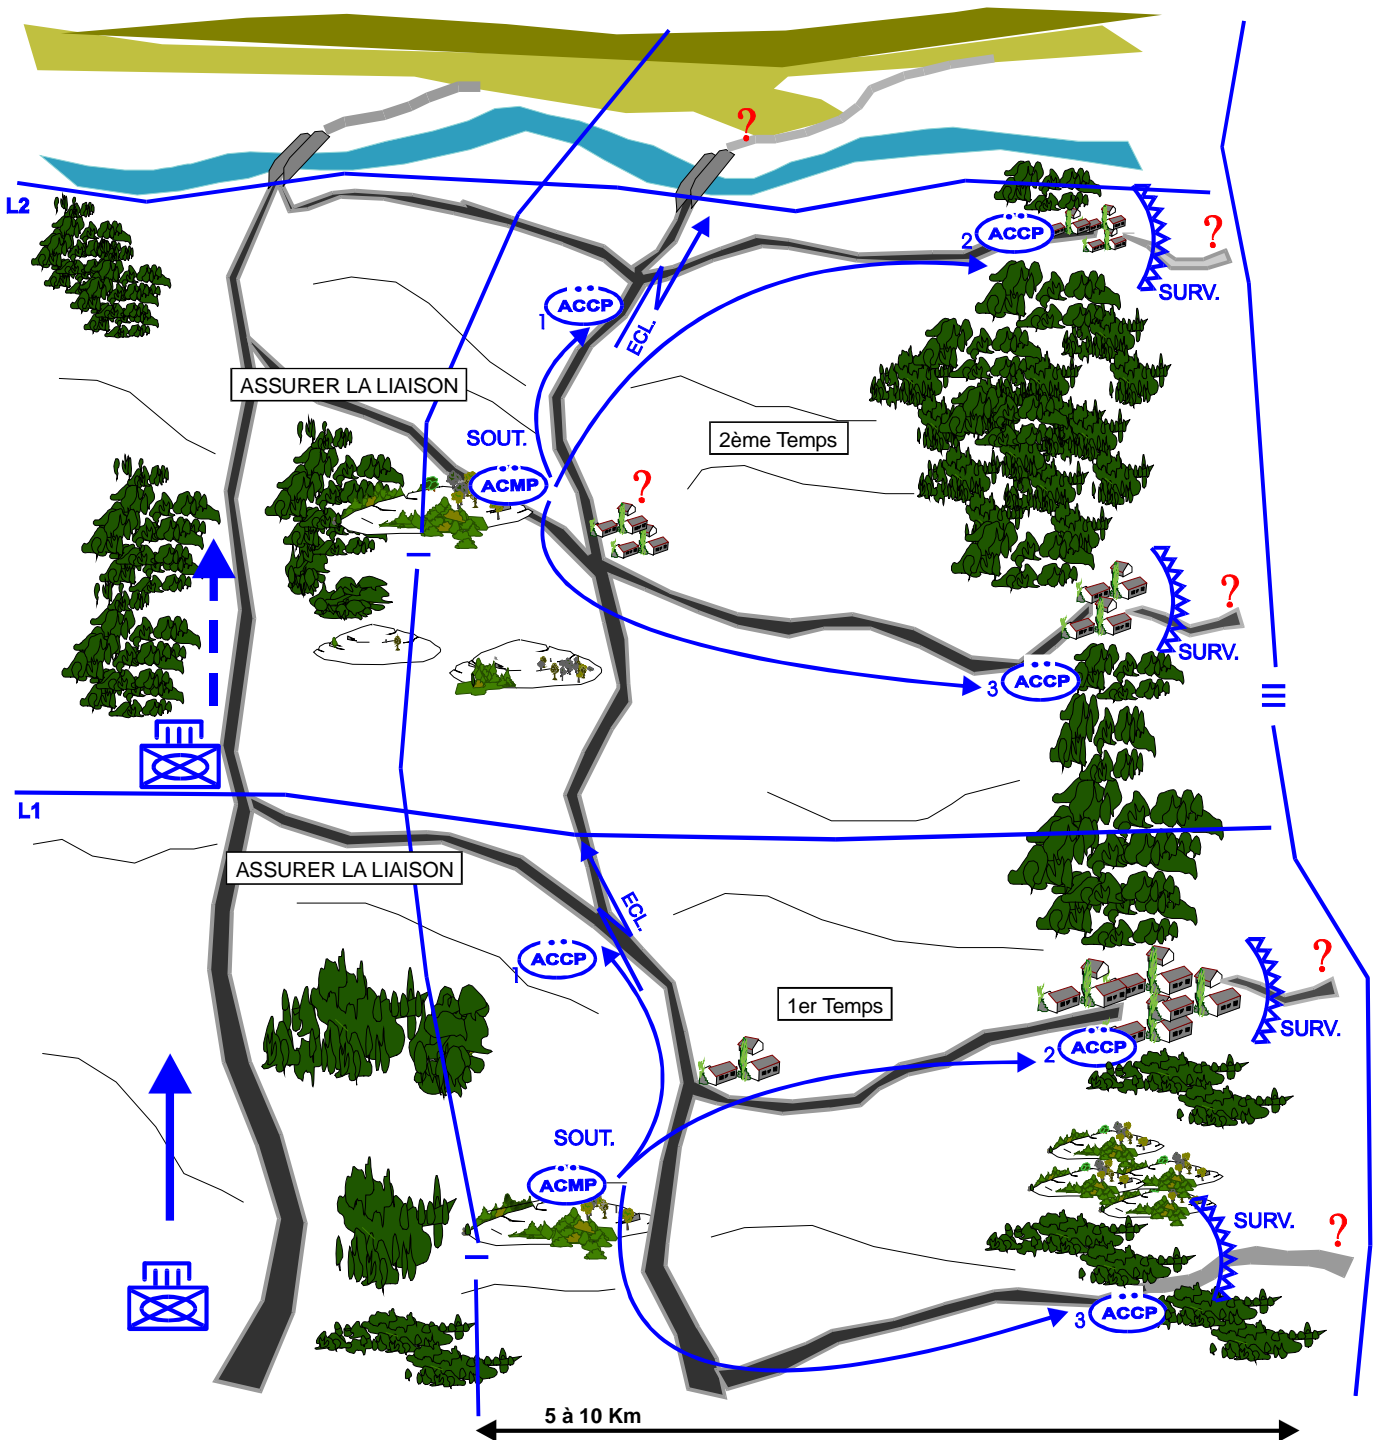 ?
L2
2
ACCP
?
SURV.
ACCP
1
ECL.
ASSURER LA LIAISON
SOUT.
2ème Temps
ACMP
?
?
SURV.
3
ACCP
L1
ASSURER LA LIAISON
ECL.
ACCP
1
?
1er Temps
SURV.
2
ACCP
SOUT.
ACMP
SURV.
?
3
ACCP
5 à 10 Km